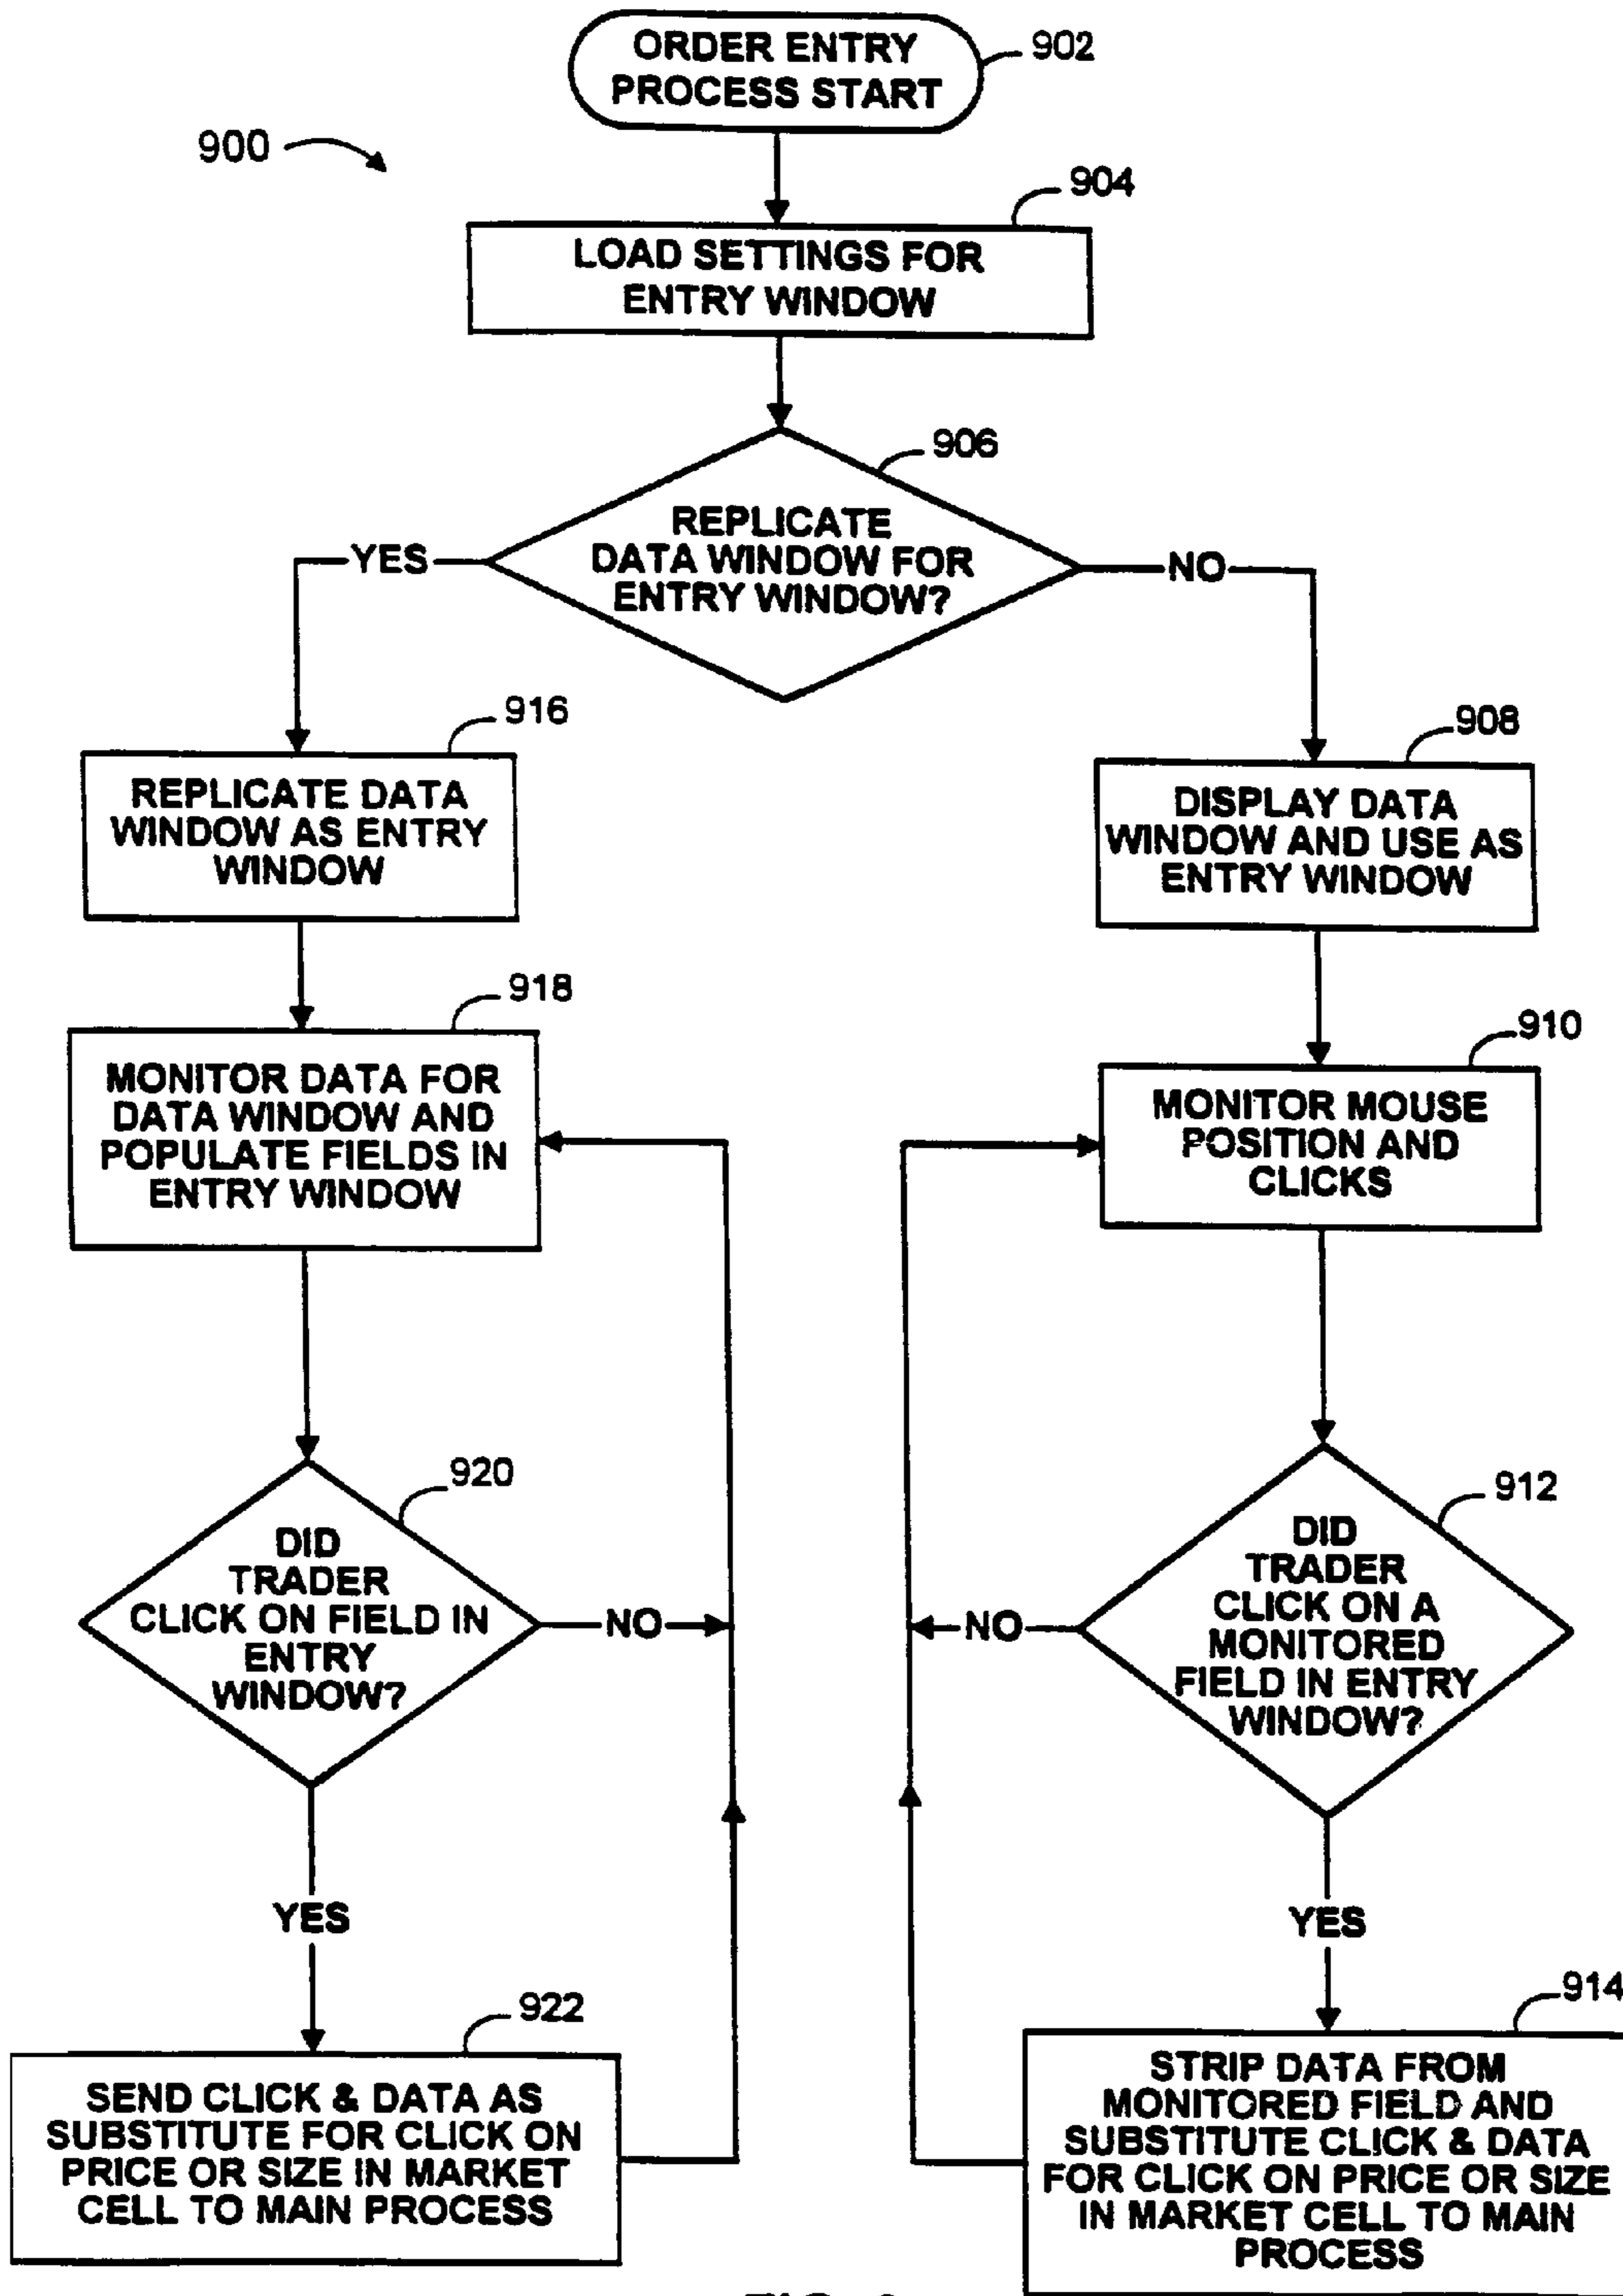 ORDER ENTRY
PROCESS START
902
900
904
LOAD SETTINGS FOR
ENTRY WINDOW
906
REPLICATE
DATA WINDOW FOR
ENTRY WINDOW?
YES
NO
916
908
REPLICATE DATA
WINDOW AS ENTRY
WINDOW
DISPLAY DATA
WINDOW AND USE AS
ENTRY WINDOW
918
910
MONITOR DATA FOR
DATA WINDOW AND
POPULATE FIELDS IN
ENTRY WINDOW
MONITOR MOUSE
POSITION AND
CLICKS
920
912
DID
TRADER
CLICK ON FIELD IN
ENTRY
WINDOW?
NO
NO
DID
TRADER
CLICK ON A
MONITORED
FIELD IN ENTRY
WINDOW?
YES
YES
922
914
SEND CLICK & DATA AS
SUBSTITUTE FOR CLICK ON
PRICE OR SIZE IN MARKET
CELL TO MAIN PROCESS
STRIP DATA FROM
MONITORED FIELD AND
SUBSTITUTE CLICK & DATA
FOR CLICK ON PRICE OR SIZE
IN MARKET CELL TO MAIN
PROCESS